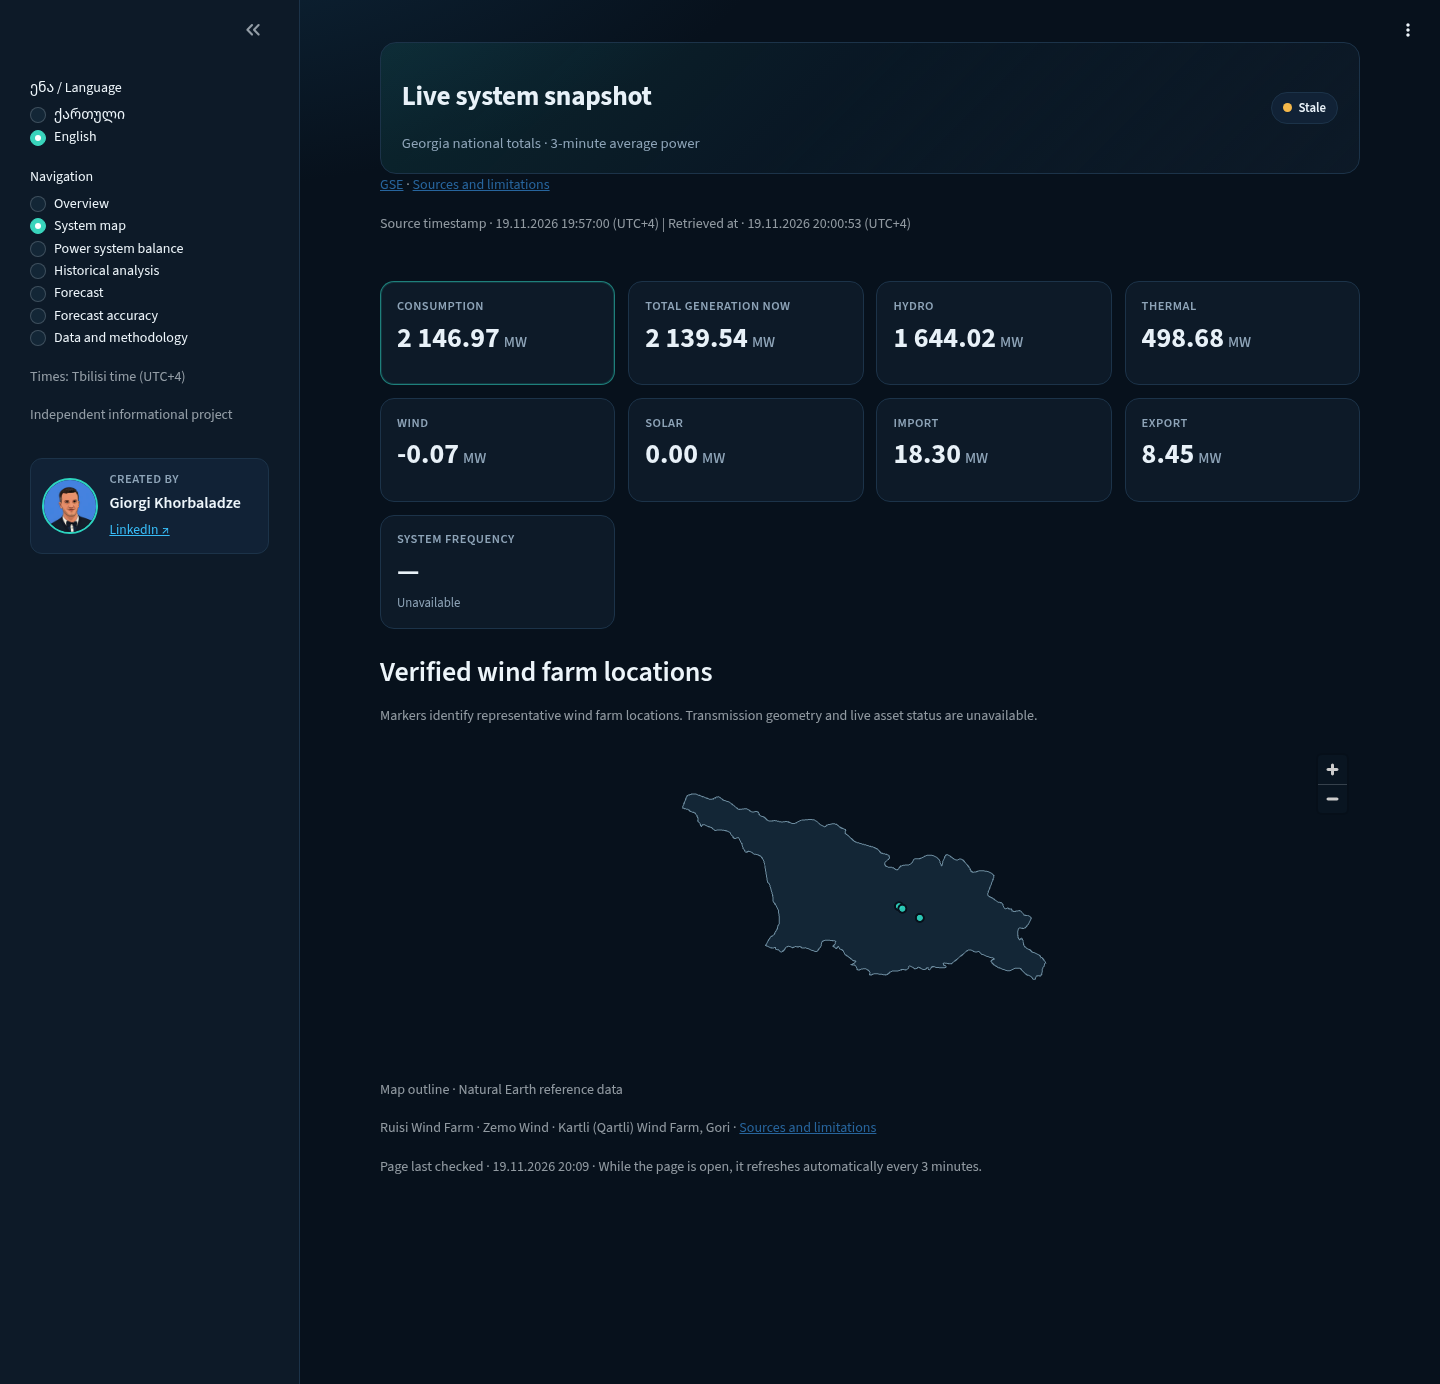 ენა / Language
ქართული
English
Navigation
Overview
System map
Power system balance
Historical analysis
Forecast
Forecast accuracy
Data and methodology
Times: Tbilisi time (UTC+4)
Independent informational project
CREATED BY
Giorgi Khorbaladze
LinkedIn ↗
Live system snapshot
Stale
Georgia national totals · 3-minute average power
GSE · Sources and limitations
Source timestamp · 19.11.2026 19:57:00 (UTC+4) | Retrieved at · 19.11.2026 20:00:53 (UTC+4)
CONSUMPTION
2 146.97 MW
TOTAL GENERATION NOW
2 139.54 MW
HYDRO
1 644.02 MW
THERMAL
498.68 MW
WIND
-0.07 MW
SOLAR
0.00 MW
IMPORT
18.30 MW
EXPORT
8.45 MW
SYSTEM FREQUENCY
—
Unavailable
Verified wind farm locations
Markers identify representative wind farm locations. Transmission geometry and live asset status are unavailable.
Map outline · Natural Earth reference data
Ruisi Wind Farm · Zemo Wind · Kartli (Qartli) Wind Farm, Gori · Sources and limitations
Page last checked · 19.11.2026 20:09 · While the page is open, it refreshes automatically every 3 minutes.